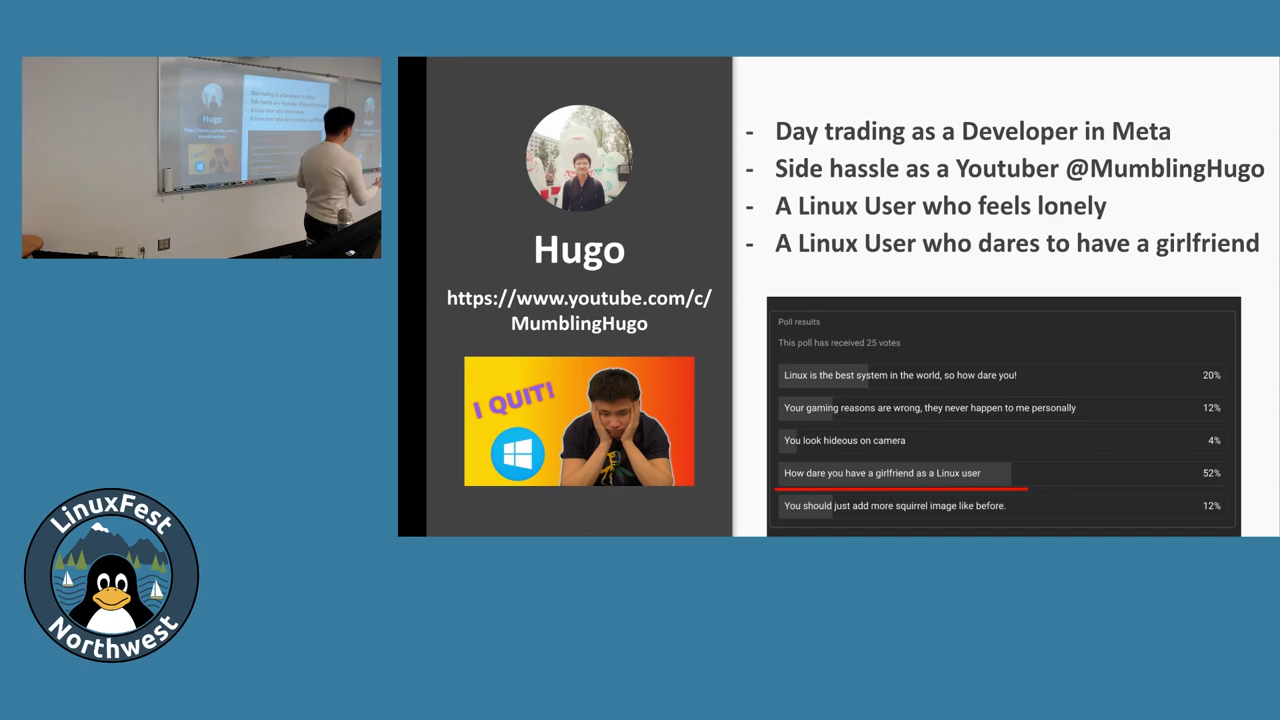 Hugo
https://www.youtube.com/c/
MumblingHugo
I QUIT!
- Day trading as a Developer in Meta
- Side hassle as a Youtuber @MumblingHugo
- A Linux User who feels lonely
- A Linux User who dares to have a girlfriend
Poll results
This poll has received 25 votes
Linux is the best system in the world, so how dare you! 20%
Your gaming reasons are wrong, they never happen to me personally 12%
You look hideous on camera 4%
How dare you have a girlfriend as a Linux user 52%
You should just add more squirrel image like before. 12%
LinuxFest
Northwest
Hugo